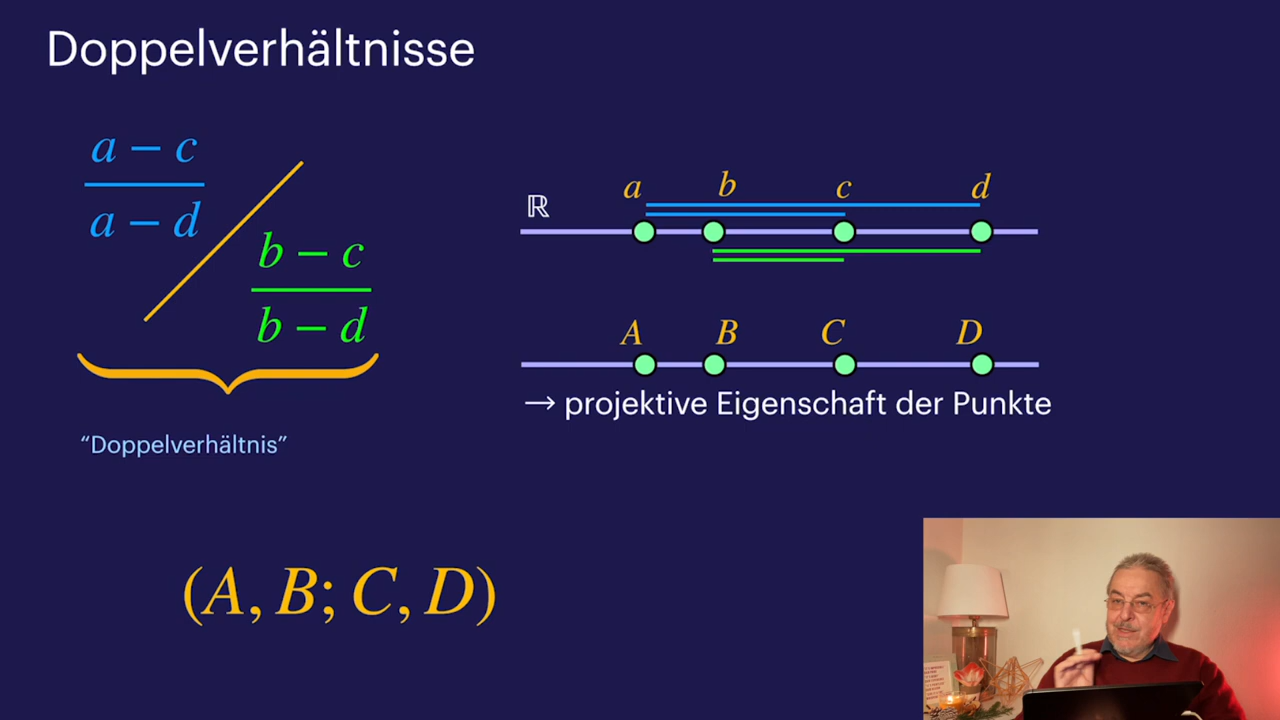 Doppelverhältnisse
a − c
a − d
b − c
b − d
“Doppelverhältnis”
(A, B; C, D)
ℝ
a b c d
A B C D
→ projektive Eigenschaft der Punkte